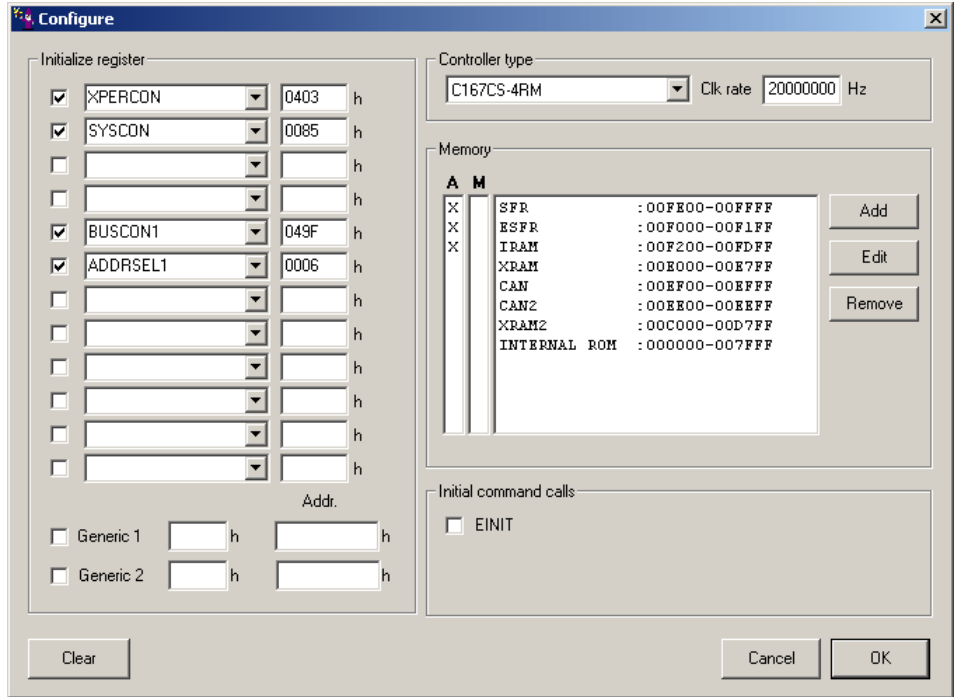 Configure
Initialize register
XPERCON 0403 h
SYSCON 0085 h
h
h
BUSCON1 049F h
ADDRSEL1 0006 h
h
h
h
h
h
h
Addr.
Generic 1 h h
Generic 2 h h
Controller type
C167CS-4RM Clk rate 20000000 Hz
Memory
A M
X SFR :00FE00-00FFFF
X ESFR :00F000-00F1FF
X IRAM :00F200-00FDFF
XRAM :00E000-00E7FF
CAN :00EF00-00EFFF
CAN2 :00EE00-00EEFF
XRAM2 :00C000-00D7FF
INTERNAL ROM :000000-007FFF
Add
Edit
Remove
Initial command calls
EINIT
Clear
Cancel
OK